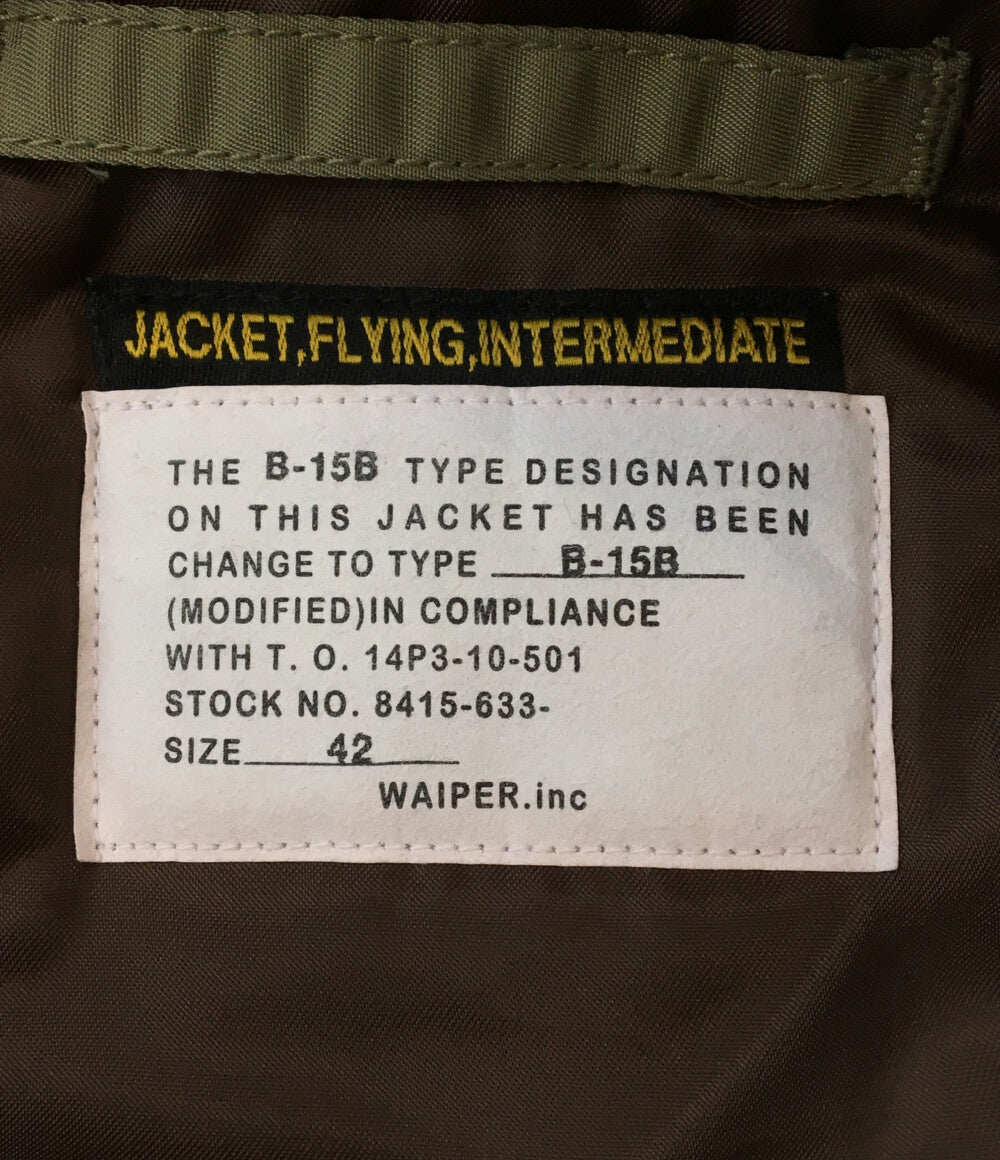 JACKET,FLYING,INTERMEDIATE
THE B-15B TYPE DESIGNATION
ON THIS JACKET HAS BEEN
CHANGE TO TYPE B-15B
(MODIFIED)IN COMPLIANCE
WITH T. O. 14P3-10-501
STOCK NO. 8415-633-
SIZE 42
WAIPER.inc